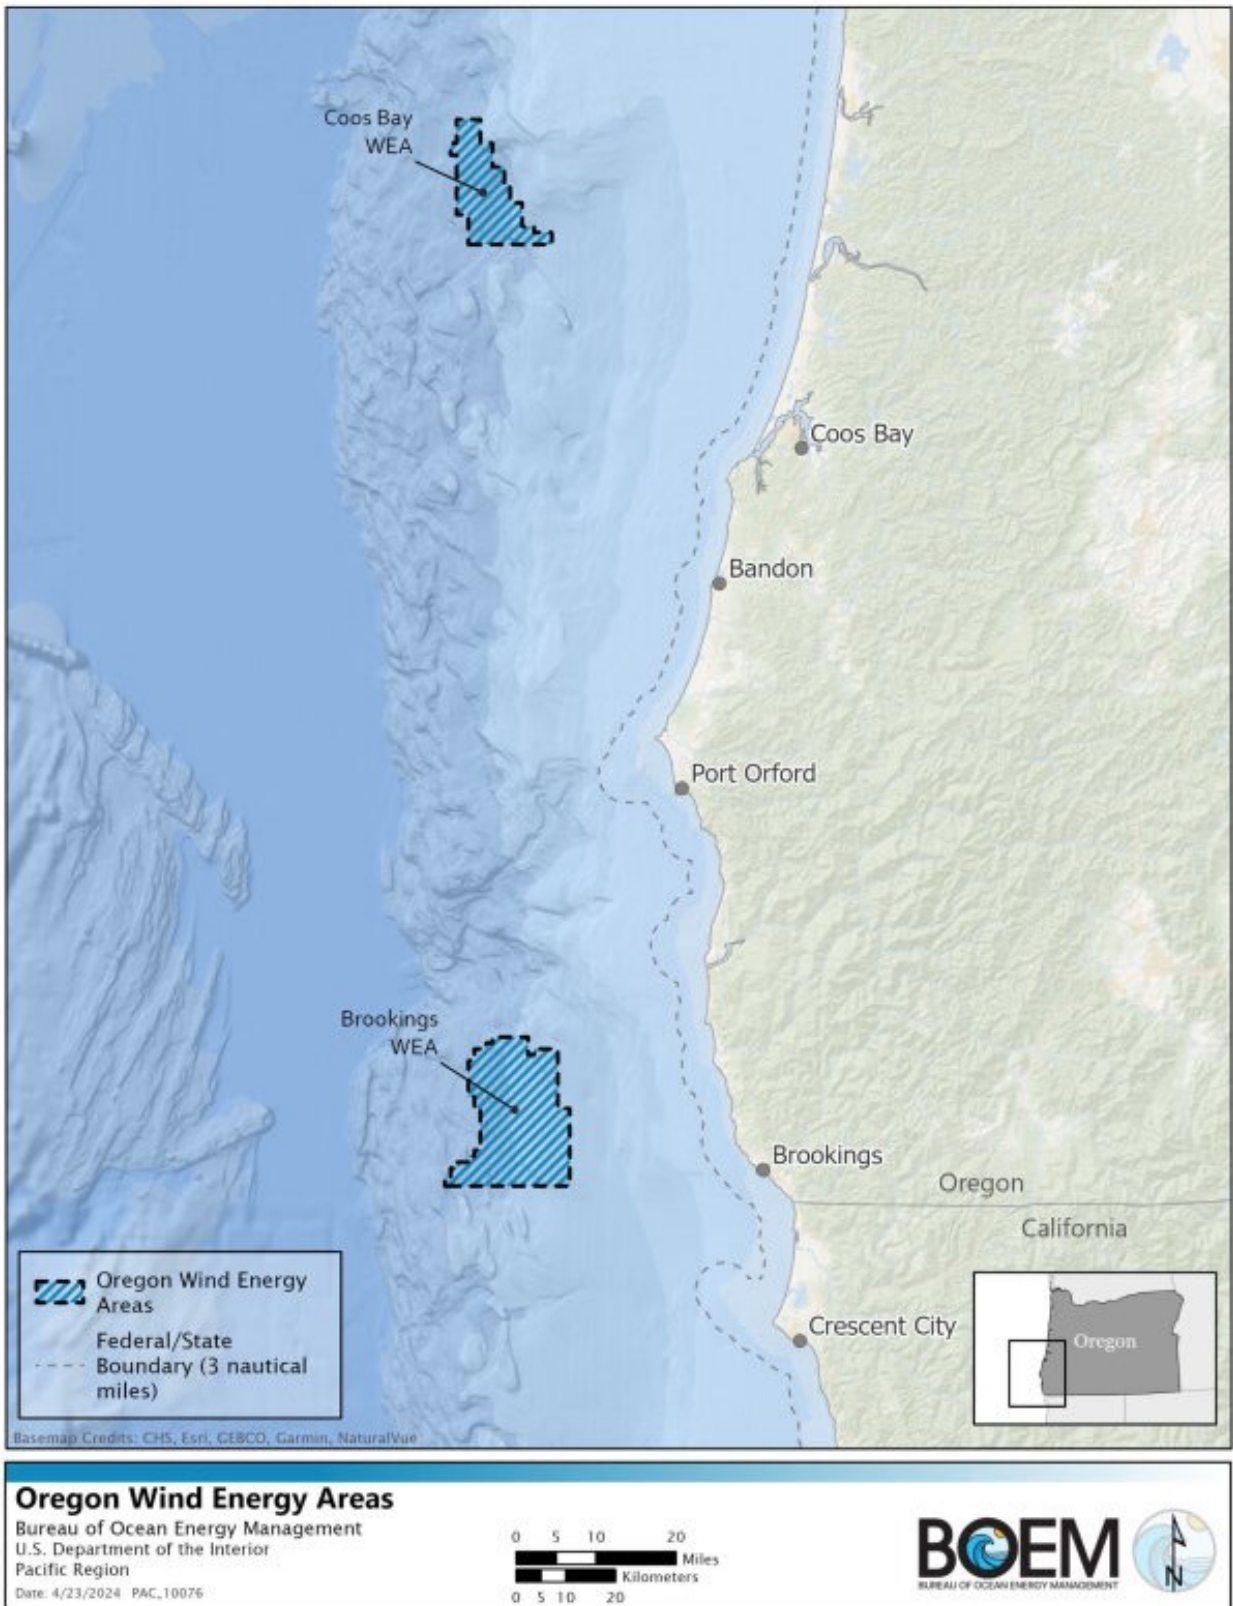 Coos Bay
WEA
Coos Bay
Bandon
Port Orford
Brookings
WEA
Brookings
Oregon
California
Crescent City
Oregon Wind Energy
Areas
Federal/State
Boundary (3 nautical
miles)
Oregon
Basemap Credits: CHS, Esri, GEBCO, Garmin, NaturalVue
Oregon Wind Energy Areas
Bureau of Ocean Energy Management
U.S. Department of the Interior
Pacific Region
Date: 4/23/2024 PAC_10076
0 5 10 20
Miles
Kilometers
0 5 10 20
BOEM
BUREAU OF OCEAN ENERGY MANAGEMENT
N